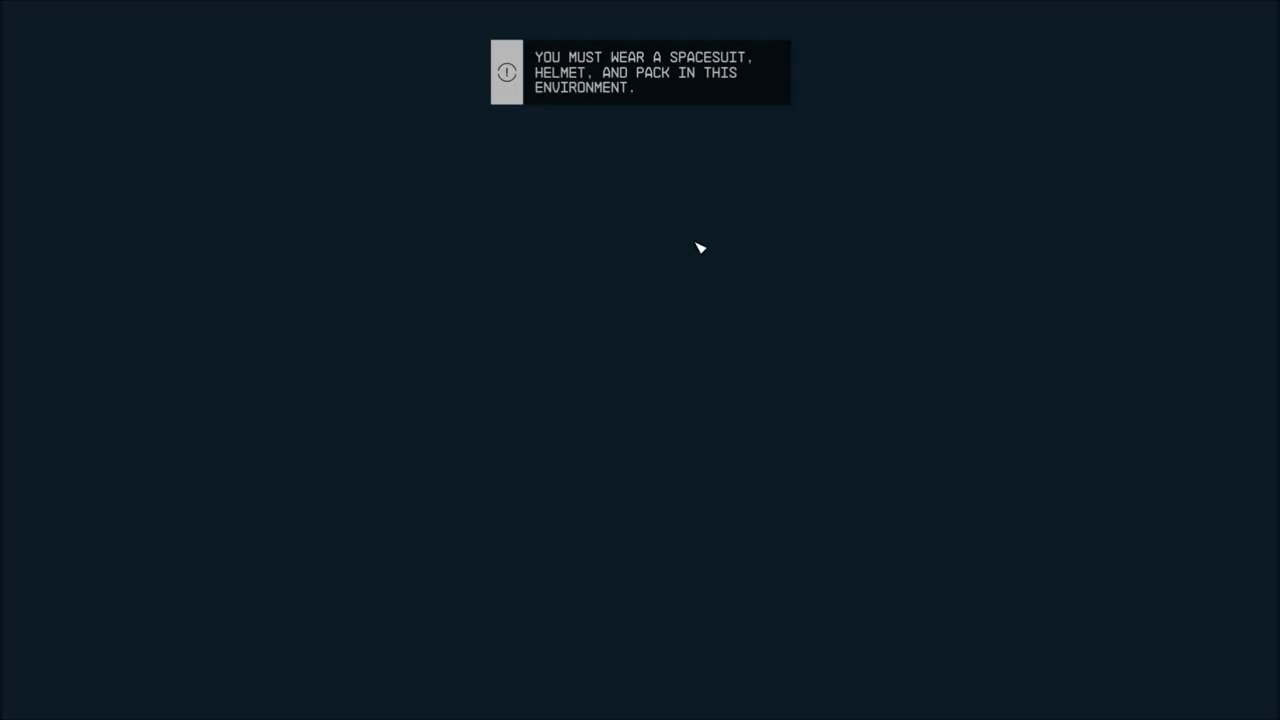 YOU MUST WEAR A SPACESUIT,
HELMET, AND PACK IN THIS
ENVIRONMENT.